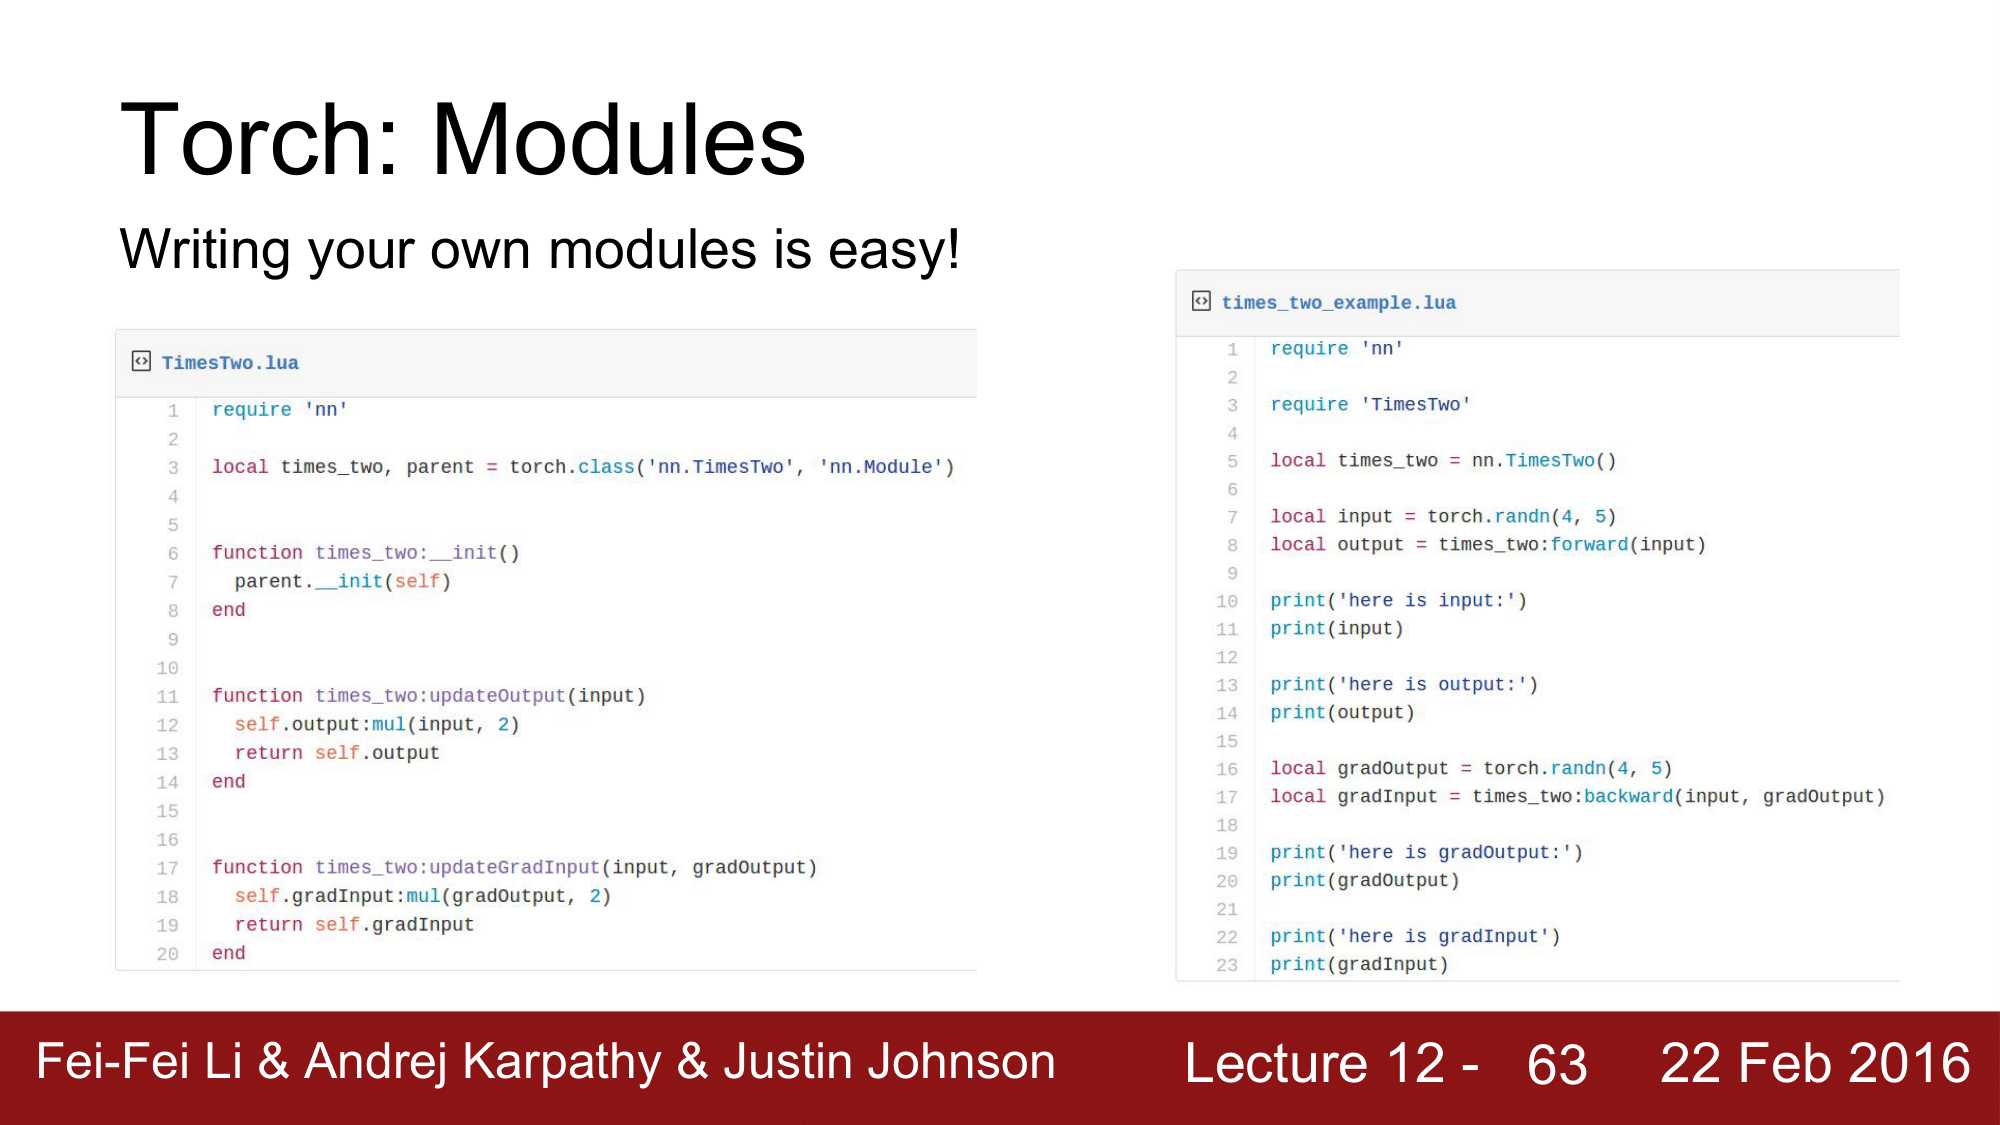 Torch: Modules
Writing your own modules is easy!
TimesTwo.lua
1 require 'nn'
2
3 local times_two, parent = torch.class('nn.TimesTwo', 'nn.Module')
4
5
6 function times_two:__init()
7 parent.__init(self)
8 end
9
10
11 function times_two:updateOutput(input)
12 self.output:mul(input, 2)
13 return self.output
14 end
15
16
17 function times_two:updateGradInput(input, gradOutput)
18 self.gradInput:mul(gradOutput, 2)
19 return self.gradInput
20 end
times_two_example.lua
1 require 'nn'
2
3 require 'TimesTwo'
4
5 local times_two = nn.TimesTwo()
6
7 local input = torch.randn(4, 5)
8 local output = times_two:forward(input)
9
10 print('here is input:')
11 print(input)
12
13 print('here is output:')
14 print(output)
15
16 local gradOutput = torch.randn(4, 5)
17 local gradInput = times_two:backward(input, gradOutput)
18
19 print('here is gradOutput:')
20 print(gradOutput)
21
22 print('here is gradInput')
23 print(gradInput)
Fei-Fei Li & Andrej Karpathy & Justin Johnson Lecture 12 - 63 22 Feb 2016